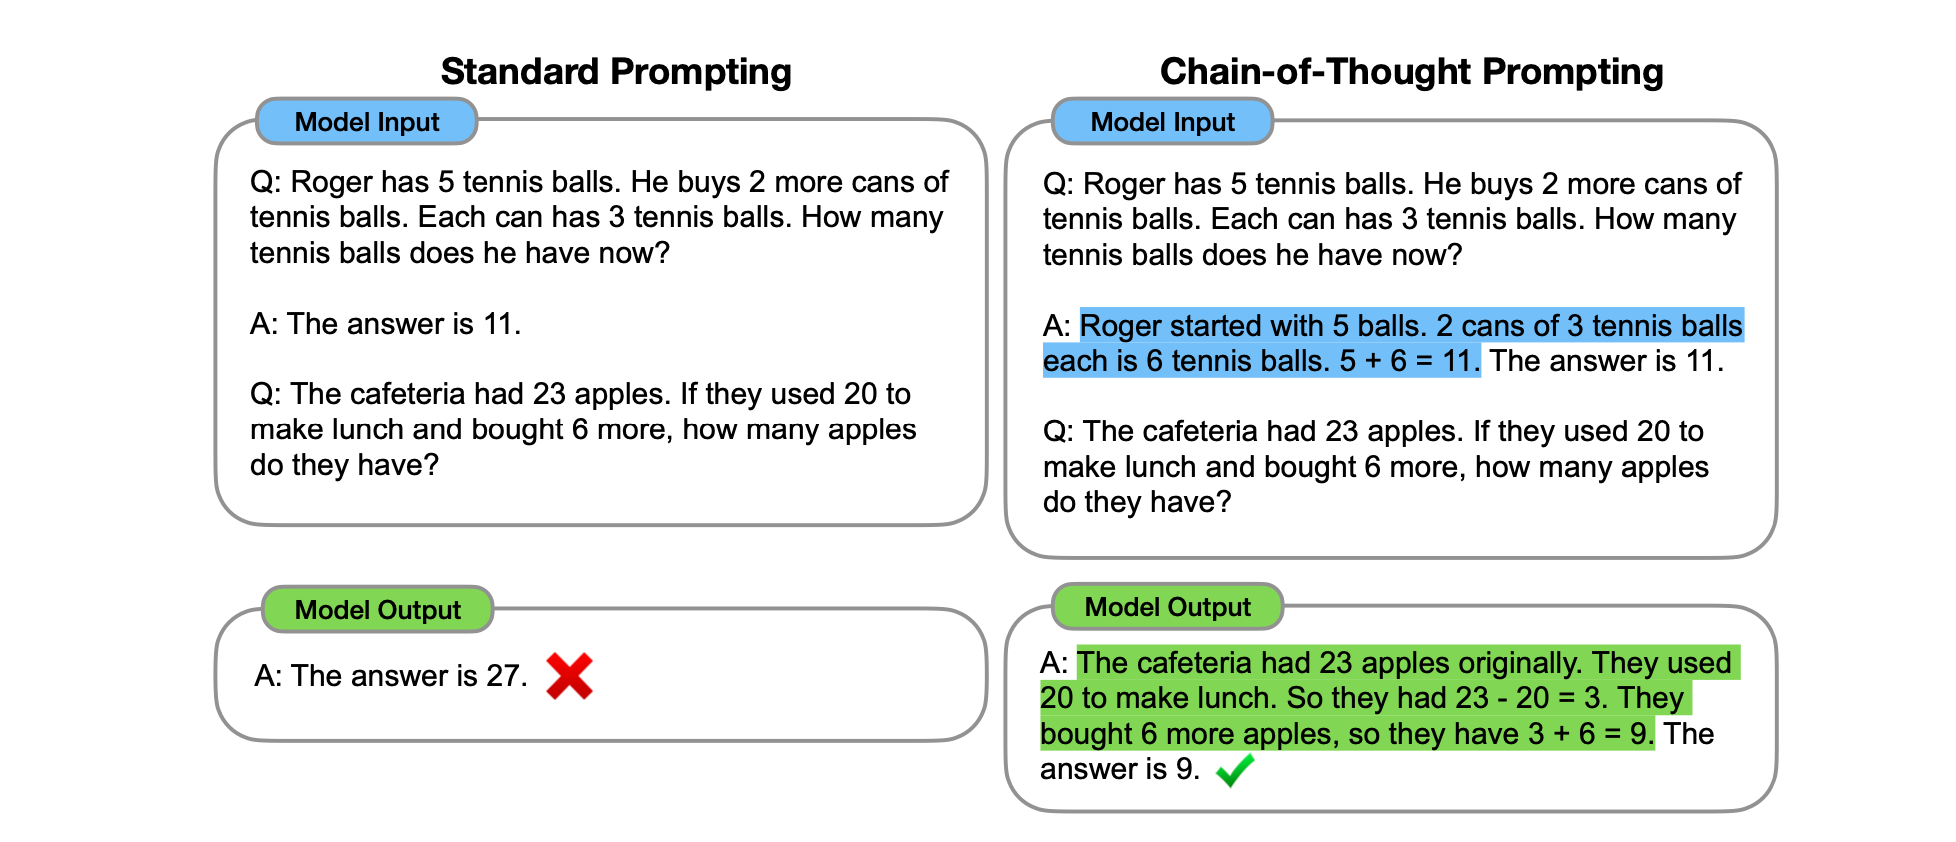 Standard Prompting
Model Input
Q: Roger has 5 tennis balls. He buys 2 more cans of
tennis balls. Each can has 3 tennis balls. How many
tennis balls does he have now?
A: The answer is 11.
Q: The cafeteria had 23 apples. If they used 20 to
make lunch and bought 6 more, how many apples
do they have?
Model Output
A: The answer is 27.
Chain-of-Thought Prompting
Model Input
Q: Roger has 5 tennis balls. He buys 2 more cans of
tennis balls. Each can has 3 tennis balls. How many
tennis balls does he have now?
A: Roger started with 5 balls. 2 cans of 3 tennis balls
each is 6 tennis balls. 5 + 6 = 11. The answer is 11.
Q: The cafeteria had 23 apples. If they used 20 to
make lunch and bought 6 more, how many apples
do they have?
Model Output
A: The cafeteria had 23 apples originally. They used
20 to make lunch. So they had 23 - 20 = 3. They
bought 6 more apples, so they have 3 + 6 = 9. The
answer is 9.